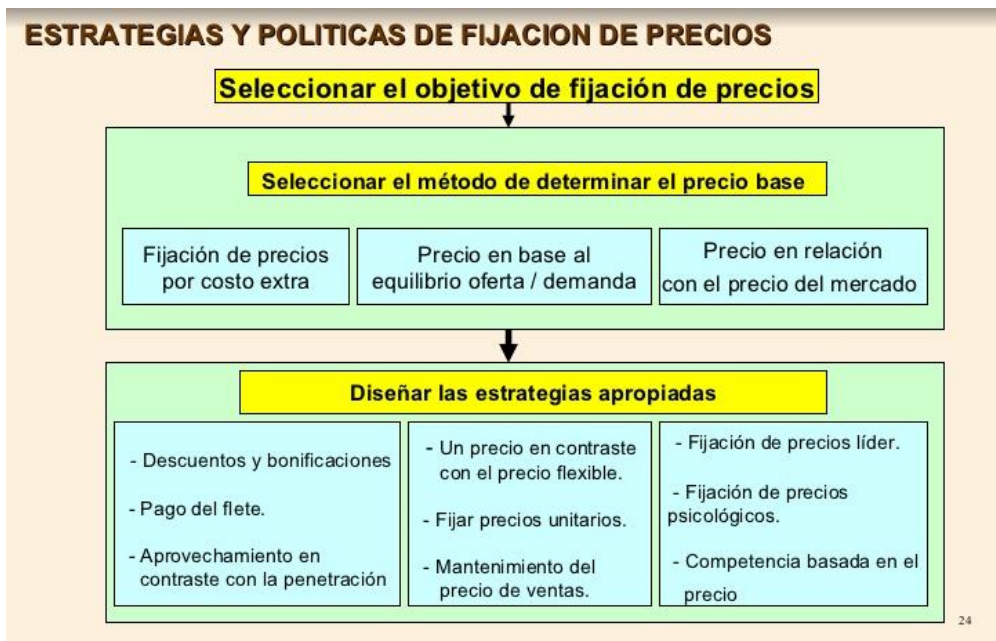 ESTRATEGIAS Y POLITICAS DE FIJACION DE PRECIOS
Seleccionar el objetivo de fijación de precios
Seleccionar el método de determinar el precio base
Fijación de precios
por costo extra
Precio en base al
equilibrio oferta / demanda
Precio en relación
con el precio del mercado
Diseñar las estrategias apropiadas
- Descuentos y bonificaciones
- Pago del flete.
- Aprovechamiento en
contraste con la penetración
- Un precio en contraste
con el precio flexible.
- Fijar precios unitarios.
- Mantenimiento del
precio de ventas.
- Fijación de precios líder.
- Fijación de precios
psicológicos.
- Competencia basada en el
precio
24